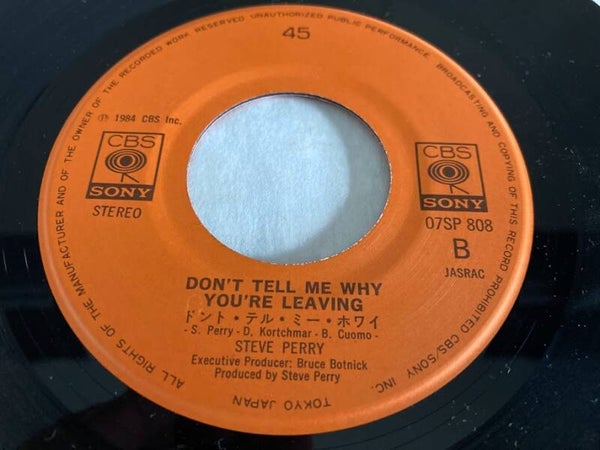 ALL RIGHTS OF THE MANUFACTURER AND OF THE OWNER OF THE RECORDED WORK RESERVED UNAUTHORIZED PUBLIC PERFORMANCE BROADCASTING AND COPYING OF THIS RECORD PROHIBITED CBS/SONY INC. TOKYO JAPAN
45
Ⓟ 1984 CBS Inc.
CBS
SONY
STEREO
CBS
SONY
07SP 808
B
JASRAC
DON'T TELL ME WHY
YOU'RE LEAVING
ドント・テル・ミー・ホワイ
- S. Perry - D. Kortchmar - B. Cuomo -
STEVE PERRY
Executive Producer: Bruce Botnick
Produced by Steve Perry